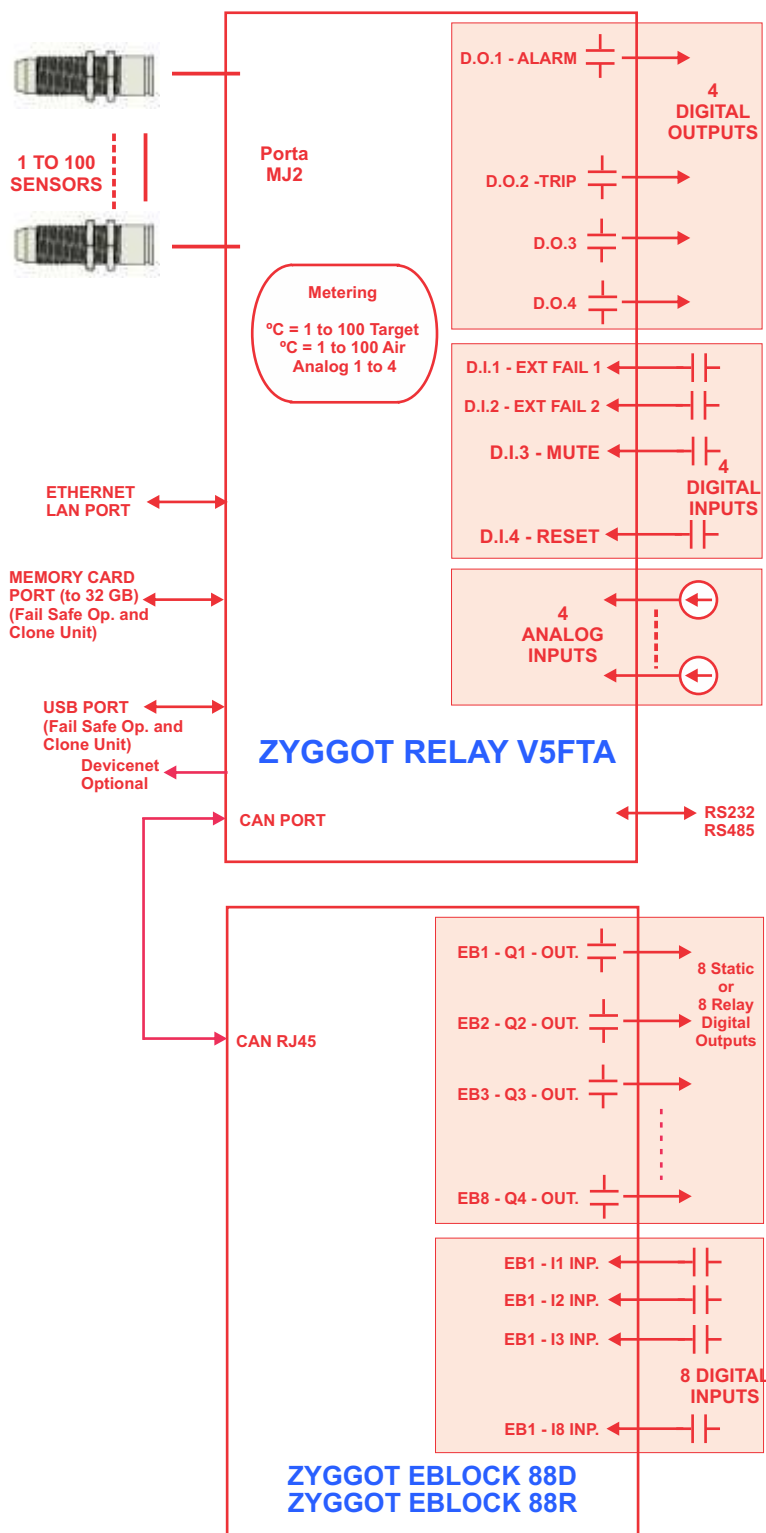 1 TO 100
SENSORS
Porta
MJ2
Metering
ºC = 1 to 100 Target
ºC = 1 to 100 Air
Analog 1 to 4
D.O.1 - ALARM
D.O.2 -TRIP
D.O.3
D.O.4
4
DIGITAL
OUTPUTS
D.I.1 - EXT FAIL 1
D.I.2 - EXT FAIL 2
D.I.3 - MUTE
D.I.4 - RESET
4
DIGITAL
INPUTS
4
ANALOG
INPUTS
ETHERNET
LAN PORT
MEMORY CARD
PORT (to 32 GB)
(Fail Safe Op. and
Clone Unit)
USB PORT
(Fail Safe Op. and
Clone Unit)
Devicenet
Optional
ZYGGOT RELAY V5FTA
CAN PORT
RS232
RS485
CAN RJ45
EB1 - Q1 - OUT.
EB2 - Q2 - OUT.
EB3 - Q3 - OUT.
EB8 - Q4 - OUT.
8 Static
or
8 Relay
Digital
Outputs
EB1 - I1 INP.
EB1 - I2 INP.
EB1 - I3 INP.
EB1 - I8 INP.
8 DIGITAL
INPUTS
ZYGGOT EBLOCK 88D
ZYGGOT EBLOCK 88R